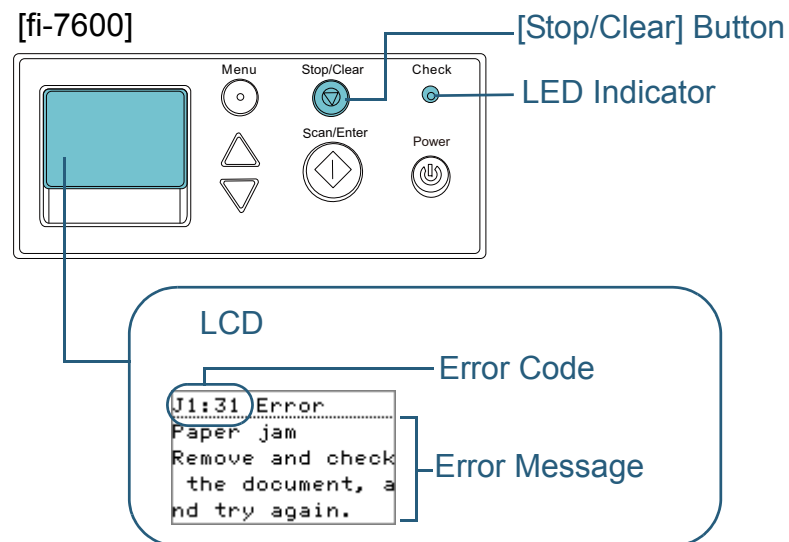 [fi-7600]
[Stop/Clear] Button
Menu
Stop/Clear
Check
LED Indicator
Scan/Enter
Power
LCD
Error Code
J1:31 Error
Paper jam
Remove and check
the document, a
nd try again.
Error Message